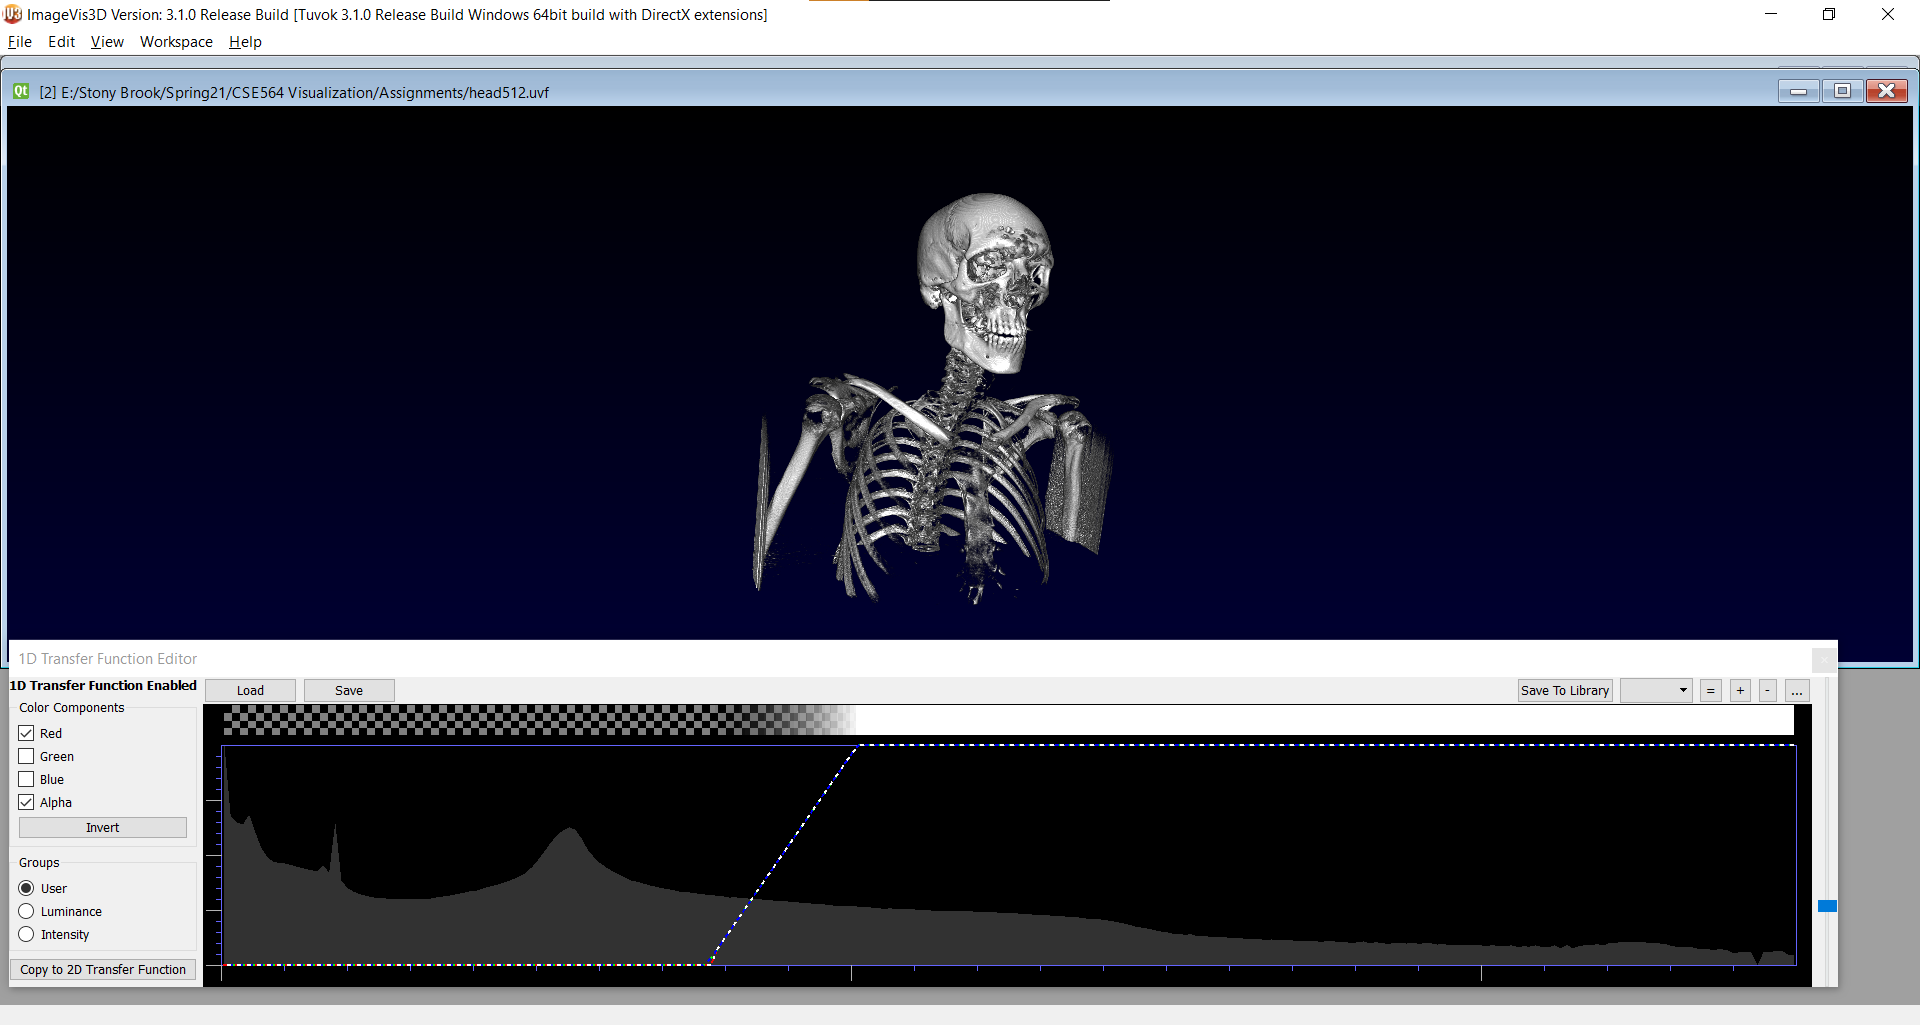 ImageVis3D Version: 3.1.0 Release Build [Tuvok 3.1.0 Release Build Windows 64bit build with DirectX extensions]
File Edit View Workspace Help
Qt [2] E:/Stony Brook/Spring21/CSE564 Visualization/Assignments/head512.uvf
1D Transfer Function Editor
1D Transfer Function Enabled
Load Save Save To Library = + - ...
Color Components
Red
Green
Blue
Alpha
Invert
Groups
User
Luminance
Intensity
Copy to 2D Transfer Function